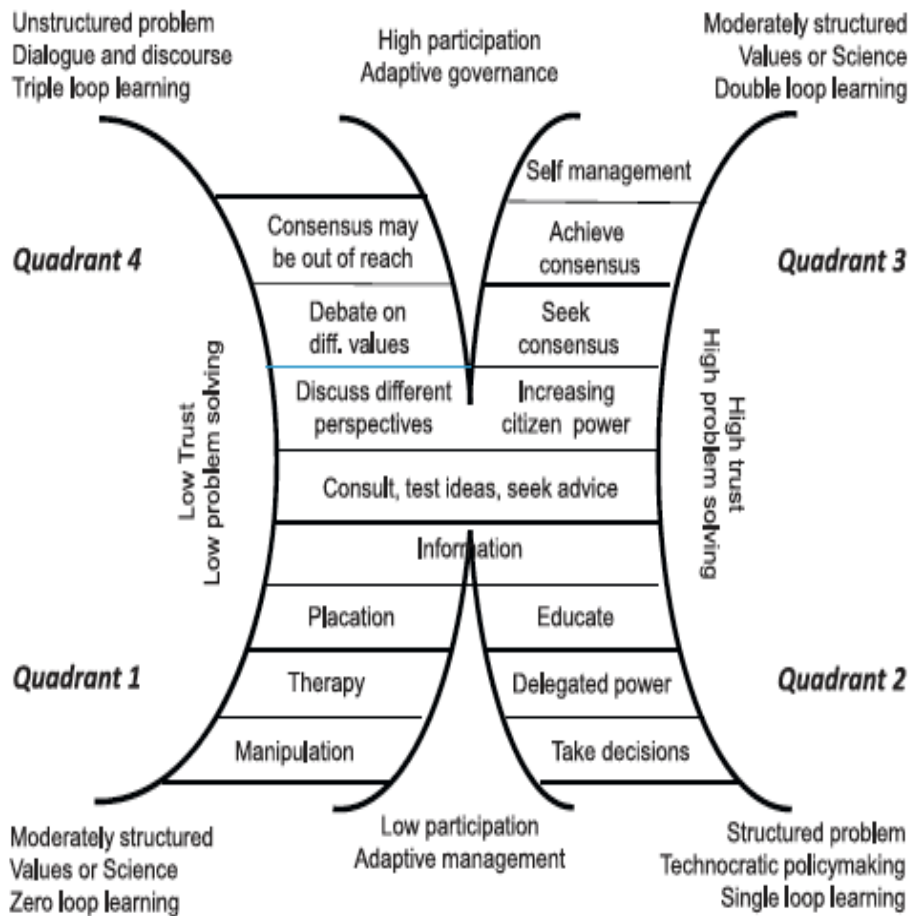 Unstructured problem
Dialogue and discourse
Triple loop learning
High participation
Adaptive governance
Moderately structured
Values or Science
Double loop learning
Self management
Consensus may
be out of reach
Achieve
consensus
Quadrant 4
Quadrant 3
Debate on
diff. values
Seek
consensus
Discuss different
perspectives
Increasing
citizen power
Low Trust
Low problem solving
High trust
High problem solving
Consult, test ideas, seek advice
Information
Placation
Educate
Quadrant 1
Quadrant 2
Therapy
Delegated power
Manipulation
Take decisions
Moderately structured
Values or Science
Zero loop learning
Low participation
Adaptive management
Structured problem
Technocratic policymaking
Single loop learning